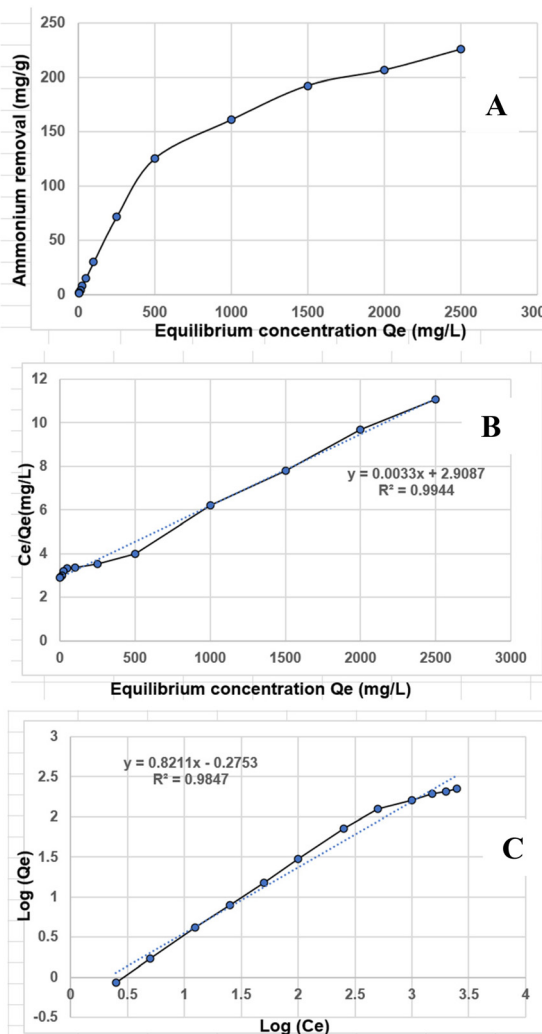 Ammonium removal (mg/g)
250
200
150
100
50
0
A
0 500 1000 1500 2000 2500 300
Equilibrium concentration Qe (mg/L)
Ce/Qe(mg/L)
12
10
8
6
4
2
0
B
y = 0.0033x + 2.9087
R² = 0.9944
0 500 1000 1500 2000 2500 3000
Equilibrium concentration Qe (mg/L)
Log (Qe)
3
2.5
2
1.5
1
0.5
0
-0.5
y = 0.8211x - 0.2753
R² = 0.9847
C
0 0.5 1 1.5 2 2.5 3 3.5 4
Log (Ce)